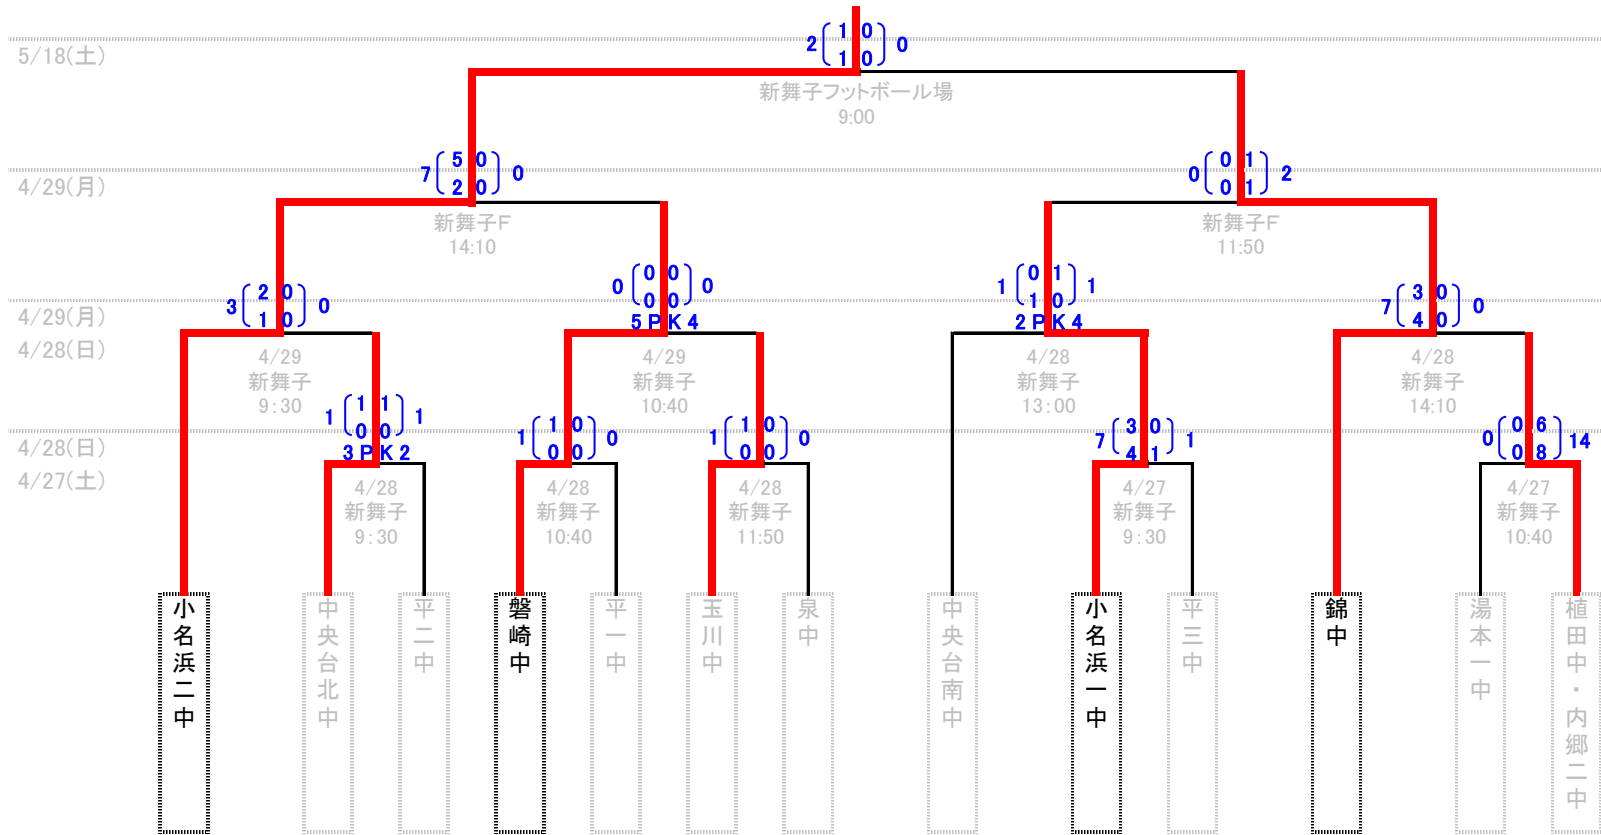 2 1 0 0
1 0
5/18(土)
新舞子フットボール場
9:00
7 5 0 0
2 0
0 0 1 2
0 1
4/29(月)
新舞子F
14:10
新舞子F
11:50
3 2 0 0
1 0
0 0 0 0
0 0
5 PK 4
1 0 1 1
1 0
2 PK 4
7 3 0 0
4 0
4/29(月)
4/28(日)
4/29
新舞子
9:30
4/29
新舞子
10:40
4/28
新舞子
13:00
4/28
新舞子
14:10
1 1 1 1
0 0
3 PK 2
1 1 0 0
0 0
1 1 0 0
0 0
7 3 0 1
4 1
0 0 6 14
0 8
4/28(日)
4/27(土)
4/28
新舞子
9:30
4/28
新舞子
10:40
4/28
新舞子
11:50
4/27
新舞子
9:30
4/27
新舞子
10:40
小名浜二中
中央台北中
平二中
磐崎中
平一中
玉川中
泉中
中央台南中
小名浜一中
平三中
錦中
湯本一中
植田中・内郷二中